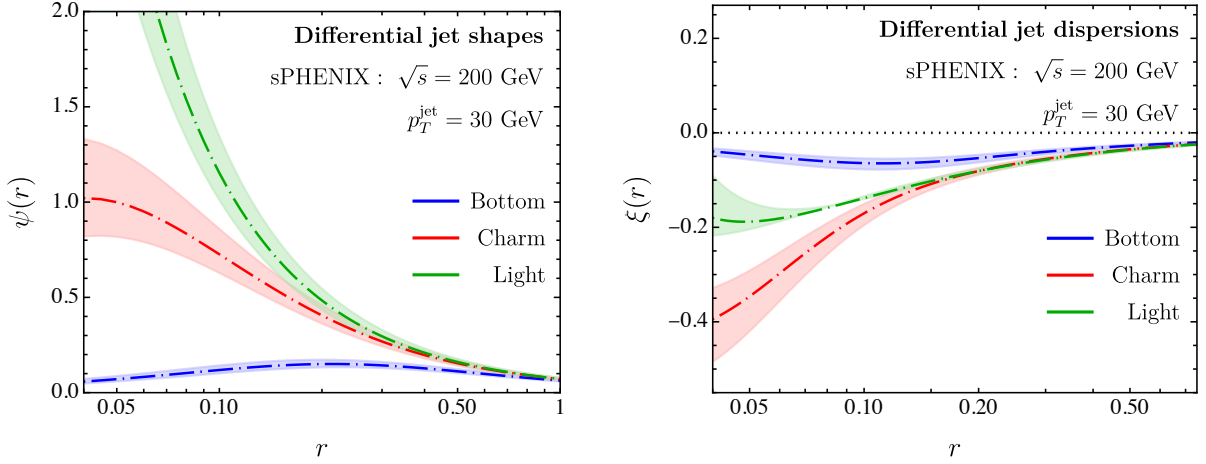 Differential jet shapes
sPHENIX : √s = 200 GeV
p_T^jet = 30 GeV
Bottom
Charm
Light
ψ(r)
2.0
1.5
1.0
0.5
0.0
0.05 0.10 0.50 1
r
Differential jet dispersions
sPHENIX : √s = 200 GeV
p_T^jet = 30 GeV
Bottom
Charm
Light
ξ(r)
0.2
0.0
−0.2
−0.4
0.05 0.10 0.20 0.50
r